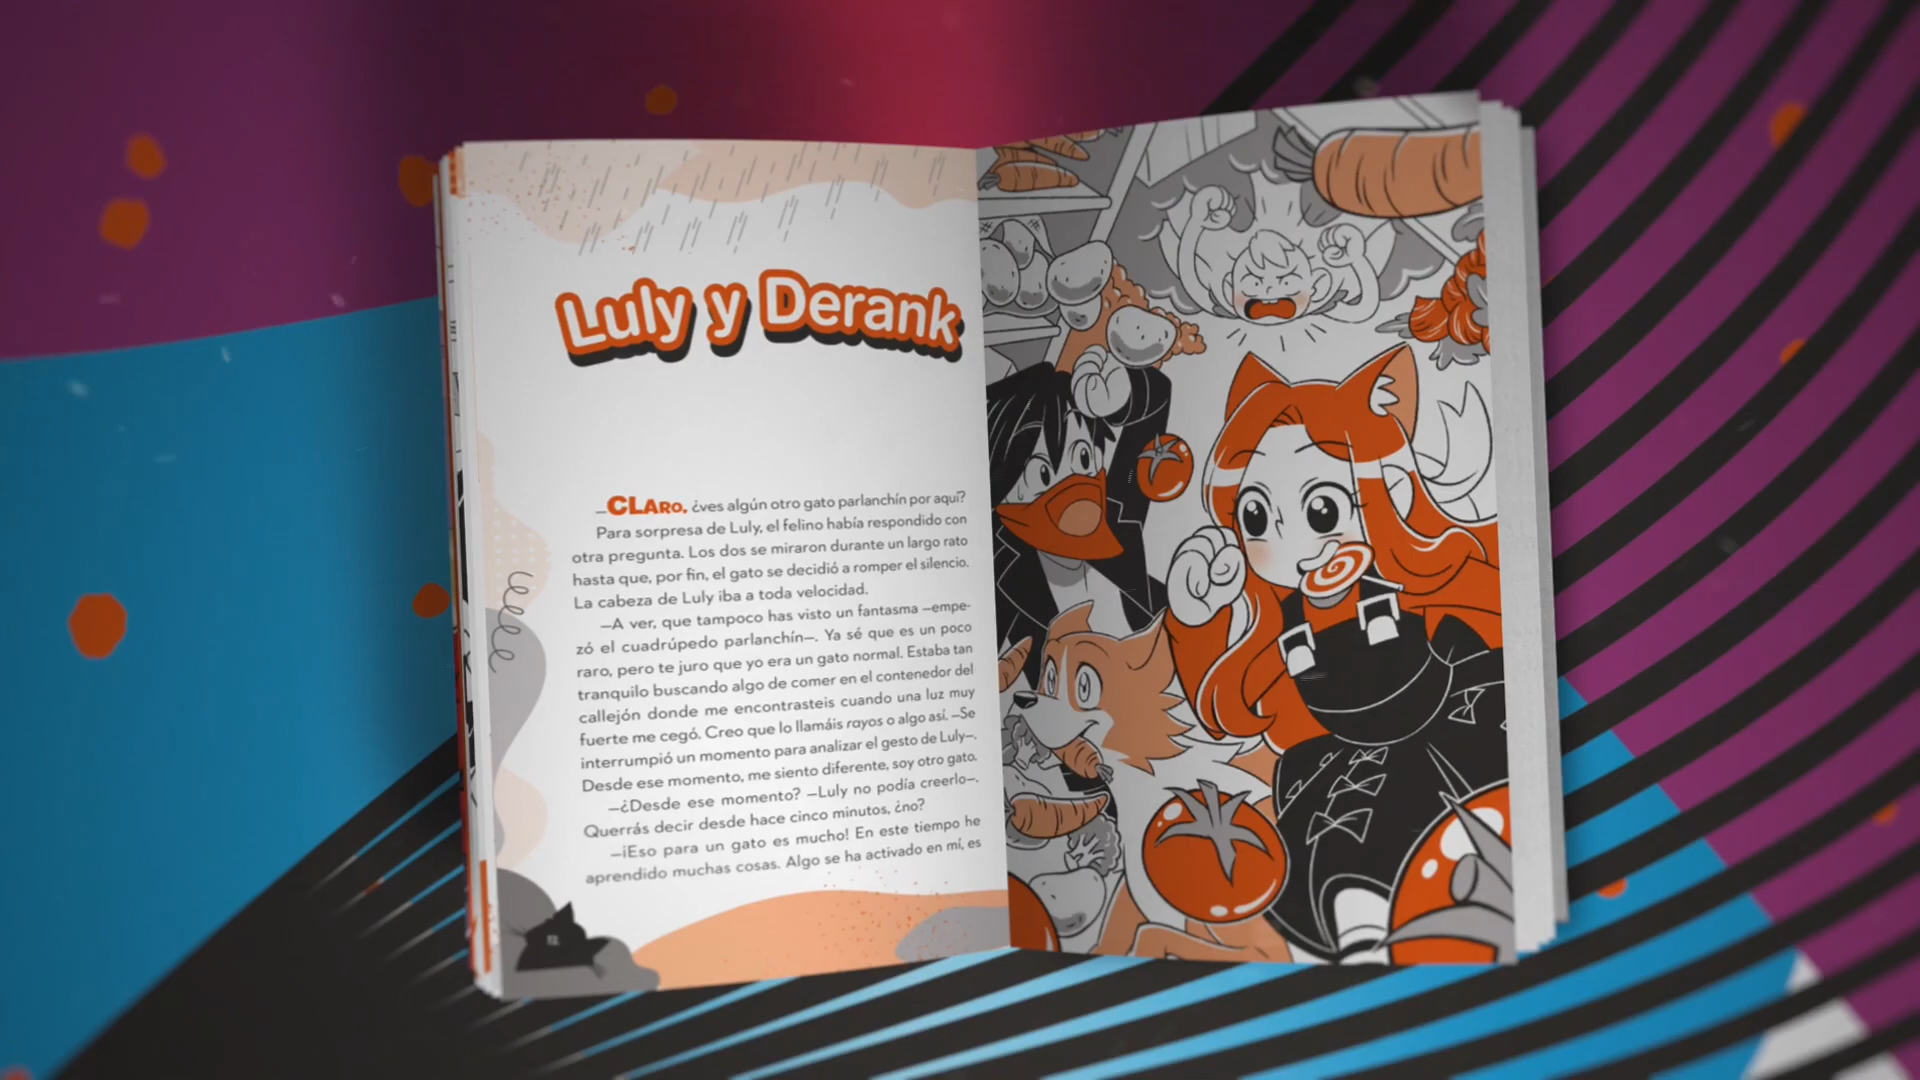 Luly y Derank
—CLARO, ¿ves algún otro gato parlanchín por aquí?
Para sorpresa de Luly, el felino había respondido con
otra pregunta. Los dos se miraron durante un largo rato
hasta que, por fin, el gato se decidió a romper el silencio.
La cabeza de Luly iba a toda velocidad.
—A ver, que tampoco has visto un fantasma —empe-
zó el cuadrúpedo parlanchín—. Ya sé que es un poco
raro, pero te juro que yo era un gato normal. Estaba tan
tranquilo buscando algo de comer en el contenedor del
callejón donde me encontrasteis cuando una luz muy
fuerte me cegó. Creo que lo llamáis rayos o algo así. —Se
interrumpió un momento para analizar el gesto de Luly—.
Desde ese momento, me siento diferente, soy otro gato.
—¿Desde ese momento? —Luly no podía creerlo—.
Querrás decir desde hace cinco minutos, ¿no?
—¡Eso para un gato es mucho! En este tiempo he
aprendido muchas cosas. Algo se ha activado en mí, es